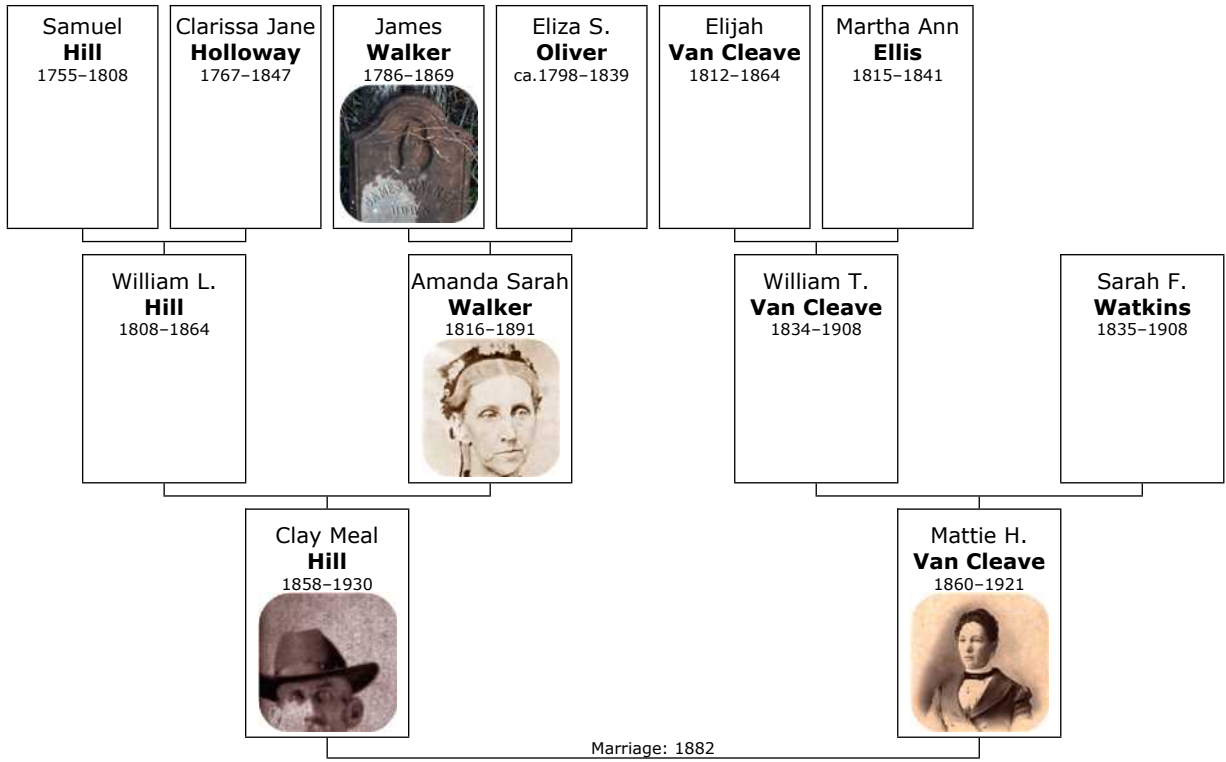 Samuel
Hill
1755–1808
Clarissa Jane
Holloway
1767–1847
James
Walker
1786–1869
JAMES WALKER
Eliza S.
Oliver
ca.1798–1839
Elijah
Van Cleave
1812–1864
Martha Ann
Ellis
1815–1841
William L.
Hill
1808–1864
Amanda Sarah
Walker
1816–1891
William T.
Van Cleave
1834–1908
Sarah F.
Watkins
1835–1908
Clay Meal
Hill
1858–1930
Mattie H.
Van Cleave
1860–1921
Marriage: 1882